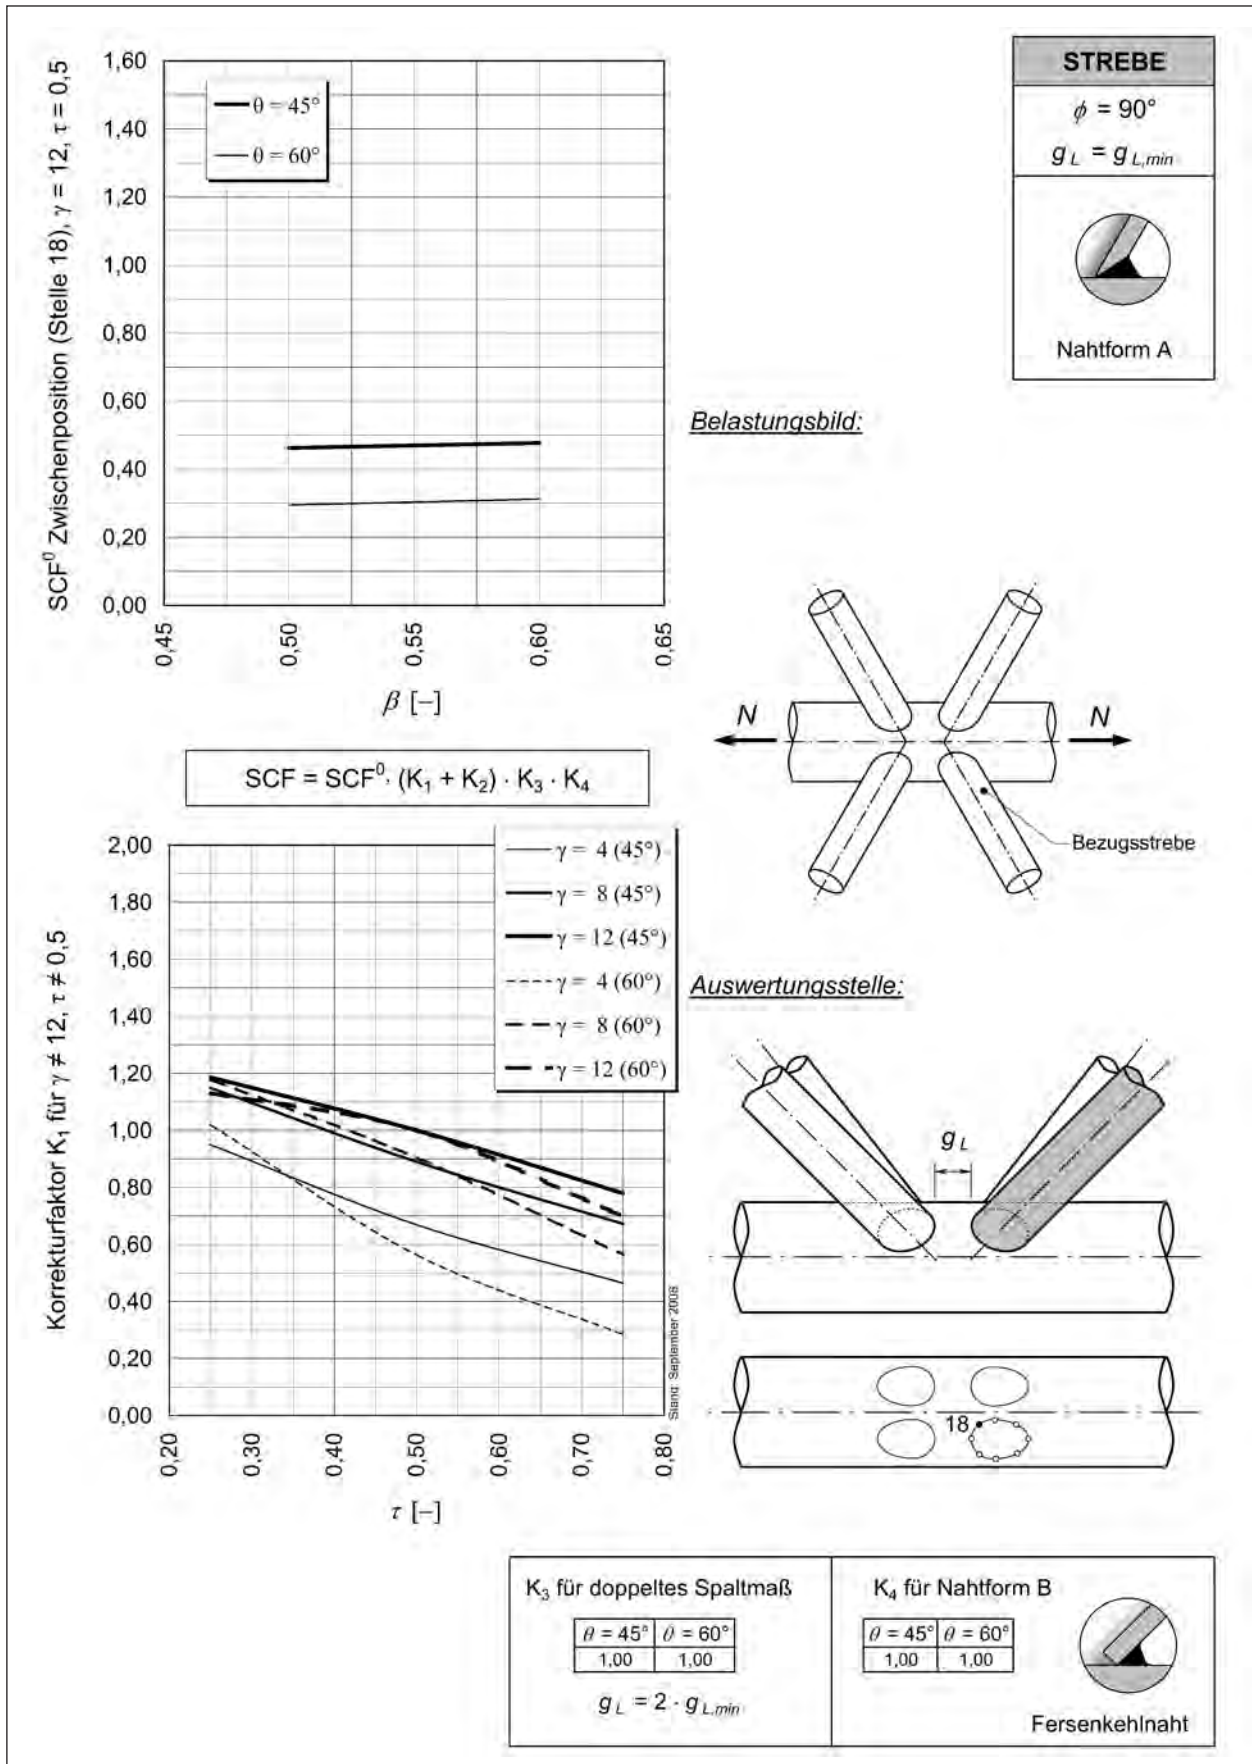 SCF⁰ Zwischenposition (Stelle 18), γ = 12, τ = 0,5
1,60
1,40
1,20
1,00
0,80
0,60
0,40
0,20
0,00
θ = 45°
θ = 60°
0,45
0,50
0,55
0,60
0,65
β [–]
STREBE
ϕ = 90°
g L = g L,min
Nahtform A
Belastungsbild:
N
N
Bezugsstrebe
SCF = SCF⁰· (K₁ + K₂) · K₃ · K₄
Korrekturfaktor K₁ für γ ≠ 12, τ ≠ 0,5
2,00
1,80
1,60
1,40
1,20
1,00
0,80
0,60
0,40
0,20
0,00
γ = 4 (45°)
γ = 8 (45°)
γ = 12 (45°)
γ = 4 (60°)
γ = 8 (60°)
γ = 12 (60°)
0,20
0,30
0,40
0,50
0,60
0,70
0,80
τ [–]
Stand: September 2008
Auswertungsstelle:
g L
18
K₃ für doppeltes Spaltmaß
θ = 45° θ = 60°
1,00 1,00
g L = 2 · g L,min
K₄ für Nahtform B
θ = 45° θ = 60°
1,00 1,00
Fersenkehlnaht